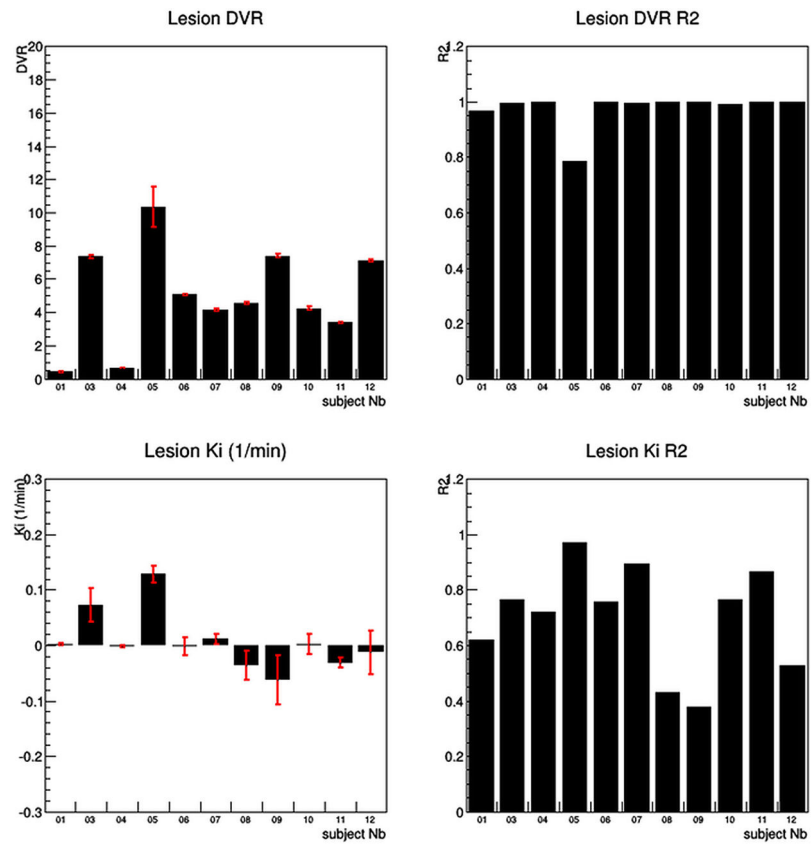 Lesion DVR
DVR
20
18
16
14
12
10
8
6
4
2
0
01 03 04 05 06 07 08 09 10 11 12
subject Nb
Lesion DVR R2
R2
1.2
1
0.8
0.6
0.4
0.2
0
01 03 04 05 06 07 08 09 10 11 12
subject Nb
Lesion Ki (1/min)
Ki (1/min)
0.3
0.2
0.1
0
-0.1
-0.2
-0.3
01 03 04 05 06 07 08 09 10 11 12
subject Nb
Lesion Ki R2
R2
1.2
1
0.8
0.6
0.4
0.2
0
01 03 04 05 06 07 08 09 10 11 12
subject Nb